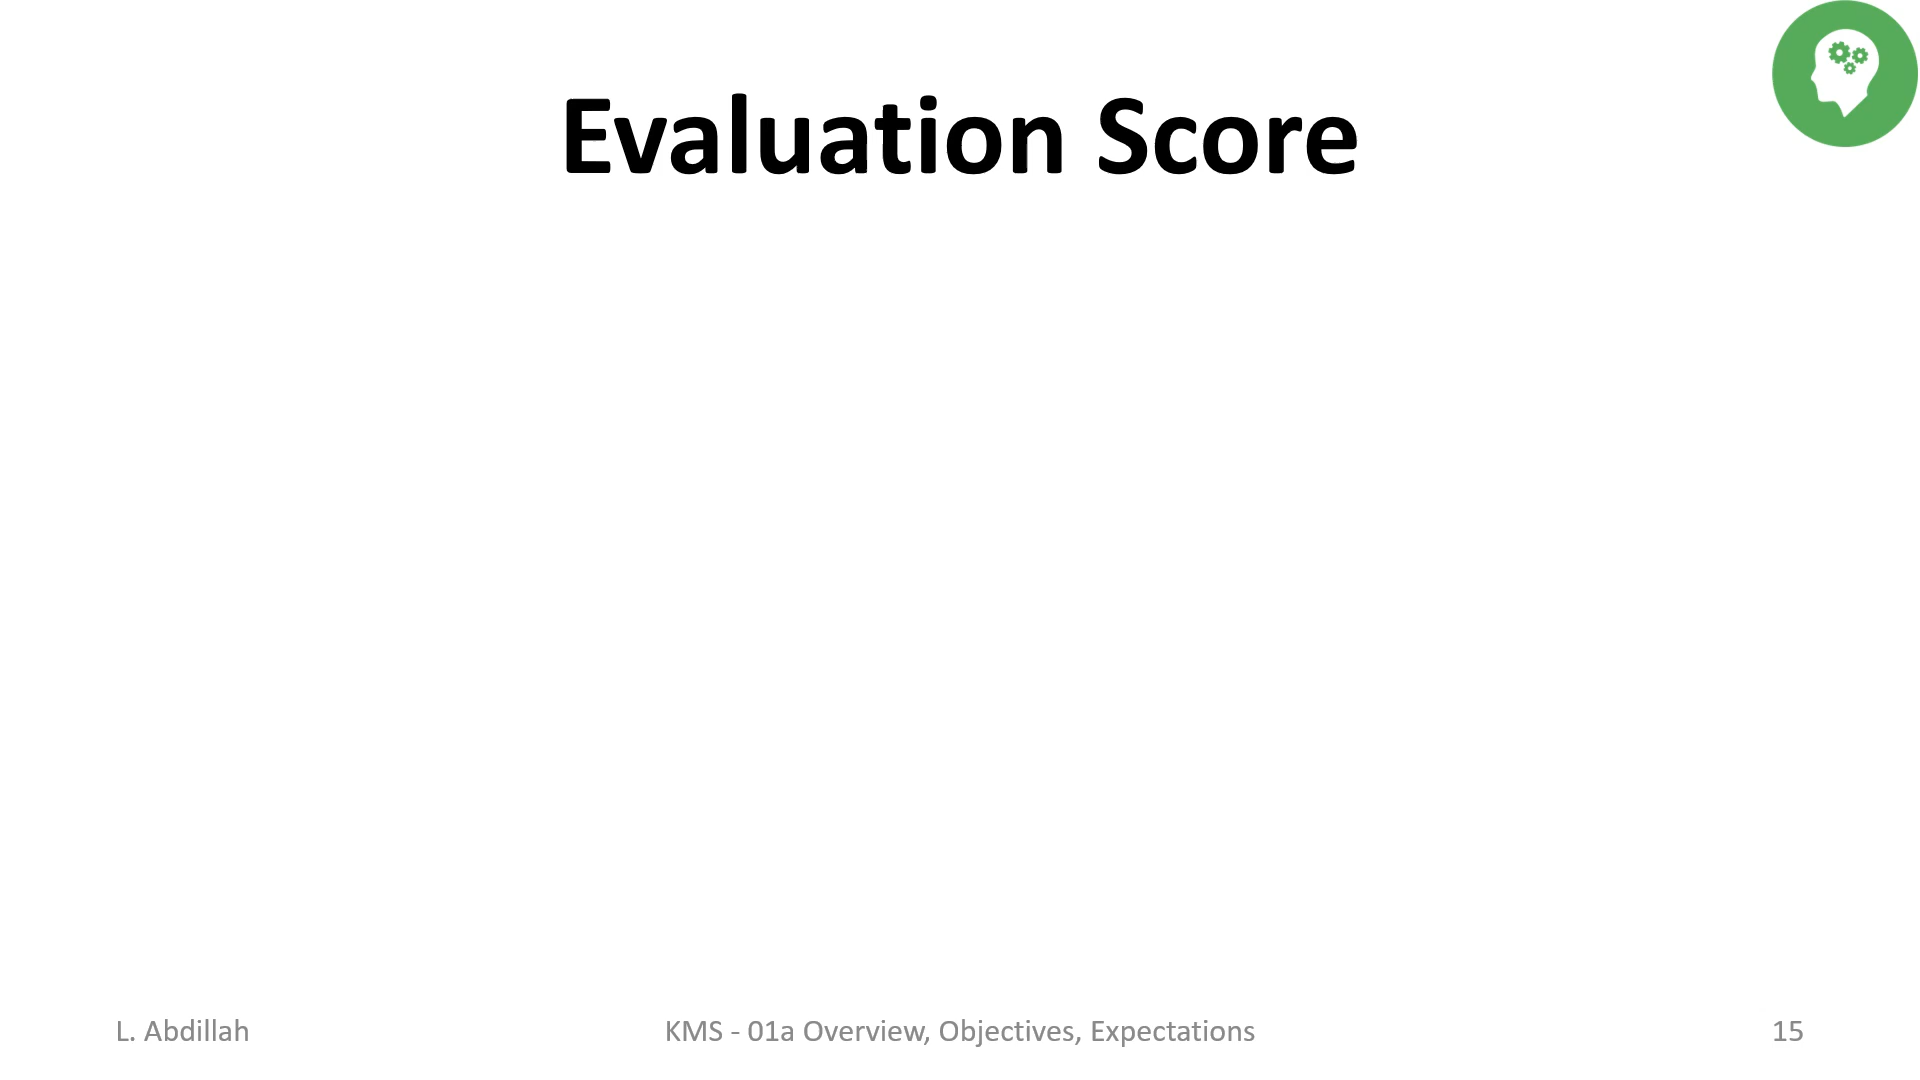 Evaluation Score
L. Abdillah
KMS - 01a Overview, Objectives, Expectations
15